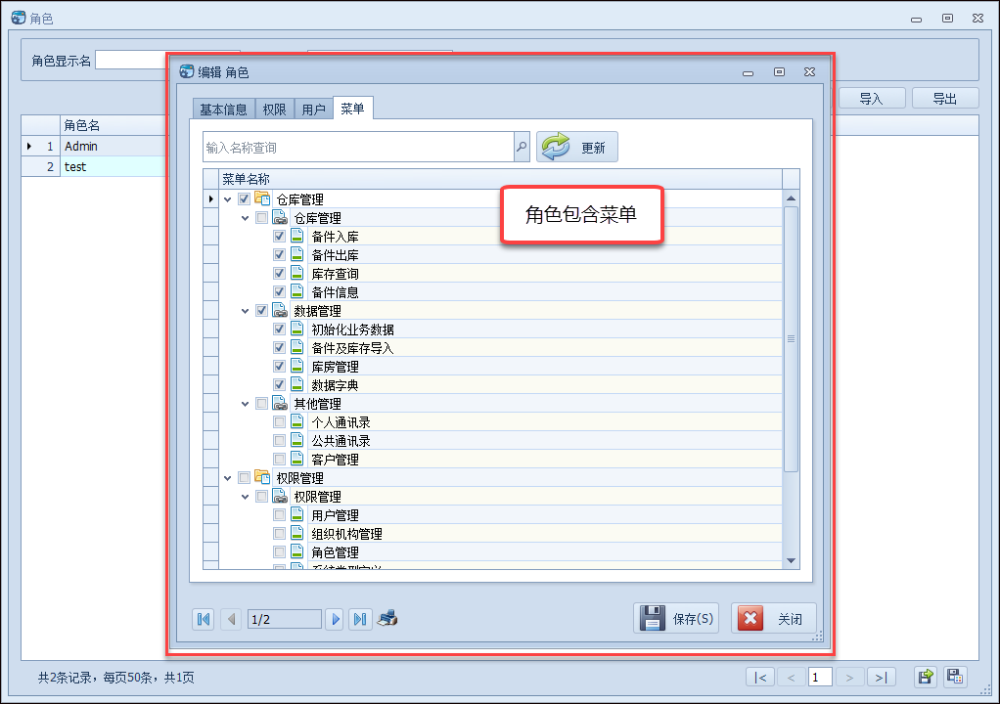 角色
角色显示名
导入
导出
角色名
1 Admin
2 test
编辑 角色
基本信息 权限 用户 菜单
输入名称查询
更新
菜单名称
角色包含菜单
仓库管理
仓库管理
备件入库
备件出库
库存查询
备件信息
数据管理
初始化业务数据
备件及库存导入
库房管理
数据字典
其他管理
个人通讯录
公共通讯录
客户管理
权限管理
权限管理
用户管理
组织机构管理
角色管理
1/2
保存(S)
关闭
共2条记录，每页50条，共1页
|< < 1 > >|